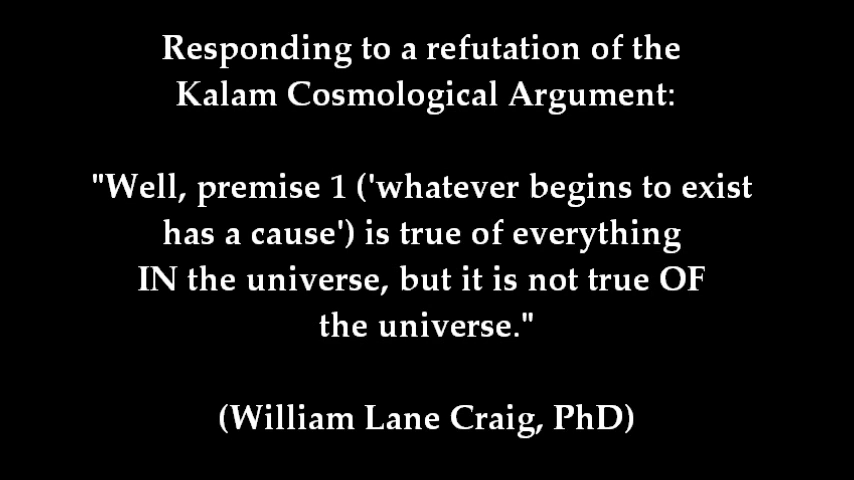 Responding to a refutation of the
Kalam Cosmological Argument:
"Well, premise 1 ('whatever begins to exist
has a cause') is true of everything
IN the universe, but it is not true OF
the universe."
(William Lane Craig, PhD)